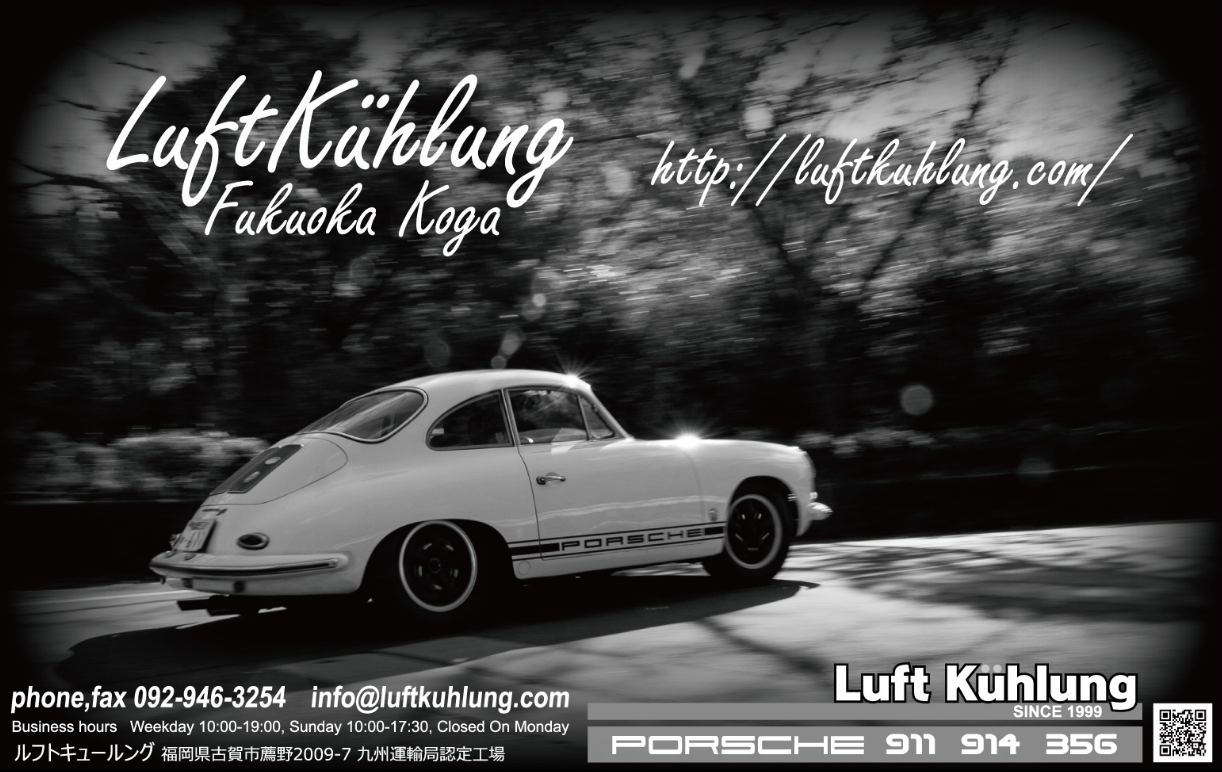 LuftKühlung
Fukuoka Koga
http://luftkuhlung.com/
PORSCHE
phone,fax 092-946-3254 info@luftkuhlung.com
Business hours Weekday 10:00-19:00, Sunday 10:00-17:30, Closed On Monday
ルフトキュールング 福岡県古賀市薦野2009-7 九州運輸局認定工場
Luft Kühlung
SINCE 1999
PORSCHE 911 914 356